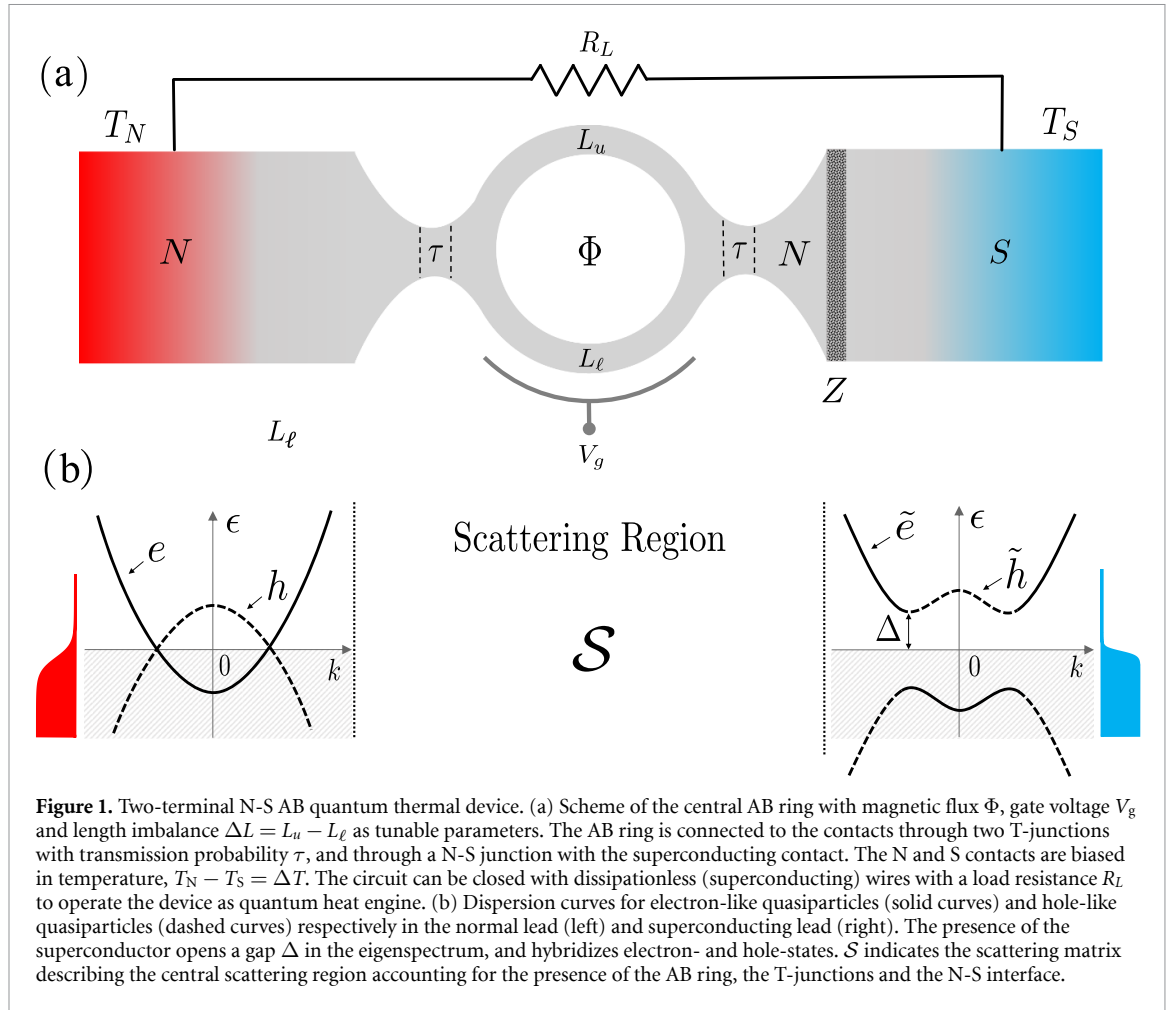 (a)
R_L
T_N
T_S
L_u
N
τ
Φ
τ
N
S
L_ℓ
Z
V_g
L_ℓ
(b)
ϵ
e
h
0
k
Scattering Region
𝒮
ϵ
ẽ
h̃
Δ
0
k
Figure 1. Two-terminal N-S AB quantum thermal device. (a) Scheme of the central AB ring with magnetic flux Φ, gate voltage V_g
and length imbalance ΔL = L_u − L_ℓ as tunable parameters. The AB ring is connected to the contacts through two T-junctions
with transmission probability τ, and through a N-S junction with the superconducting contact. The N and S contacts are biased
in temperature, T_N − T_S = ΔT. The circuit can be closed with dissipationless (superconducting) wires with a load resistance R_L
to operate the device as quantum heat engine. (b) Dispersion curves for electron-like quasiparticles (solid curves) and hole-like
quasiparticles (dashed curves) respectively in the normal lead (left) and superconducting lead (right). The presence of the
superconductor opens a gap Δ in the eigenspectrum, and hybridizes electron- and hole-states. 𝒮 indicates the scattering matrix
describing the central scattering region accounting for the presence of the AB ring, the T-junctions and the N-S interface.